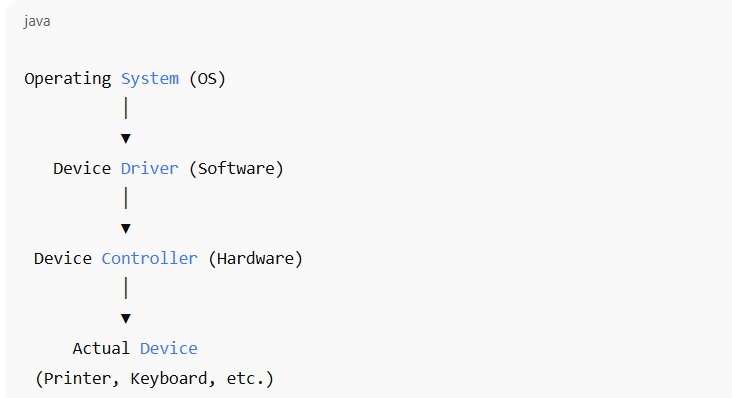 java
Operating System (OS)
│
▼
Device Driver (Software)
│
▼
Device Controller (Hardware)
│
▼
Actual Device
(Printer, Keyboard, etc.)